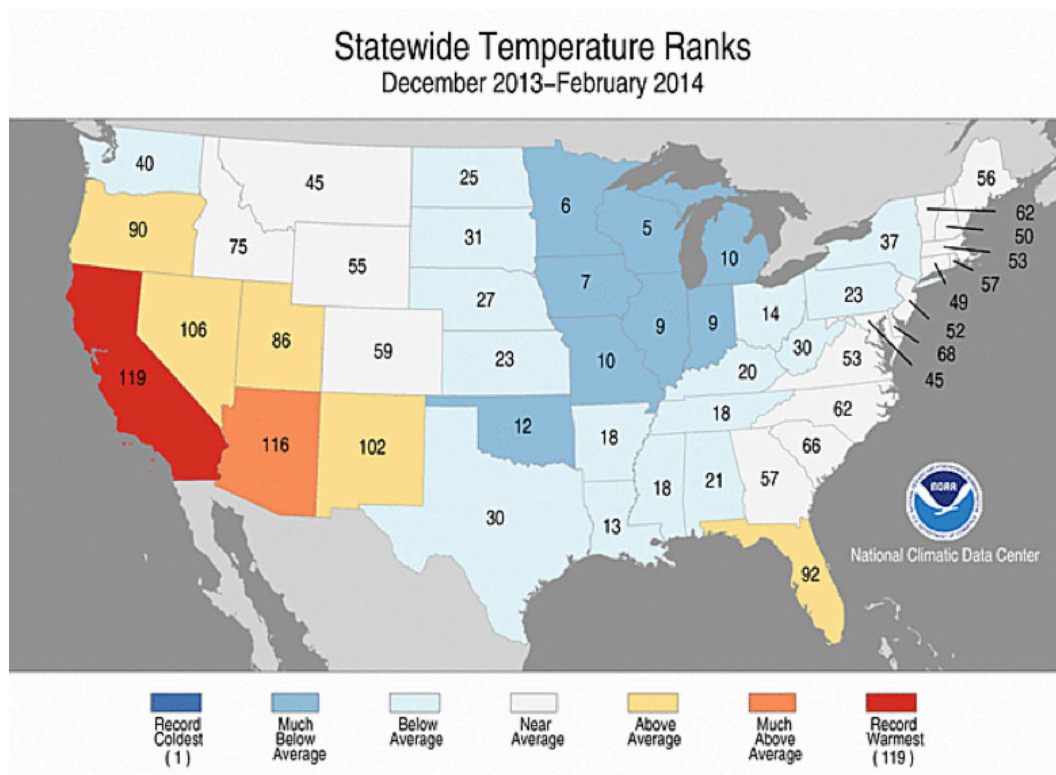 Statewide Temperature Ranks
December 2013–February 2014
40
45
25
6
5
10
56
62
50
53
57
49
52
68
45
90
75
55
31
37
7
27
14
23
106
86
59
23
10
9
9
30
53
119
20
18
62
116
102
12
18
66
18
21
57
30
13
92
NOAA
National Climatic Data Center
Record
Coldest
(1)
Much
Below
Average
Below
Average
Near
Average
Above
Average
Much
Above
Average
Record
Warmest
(119)